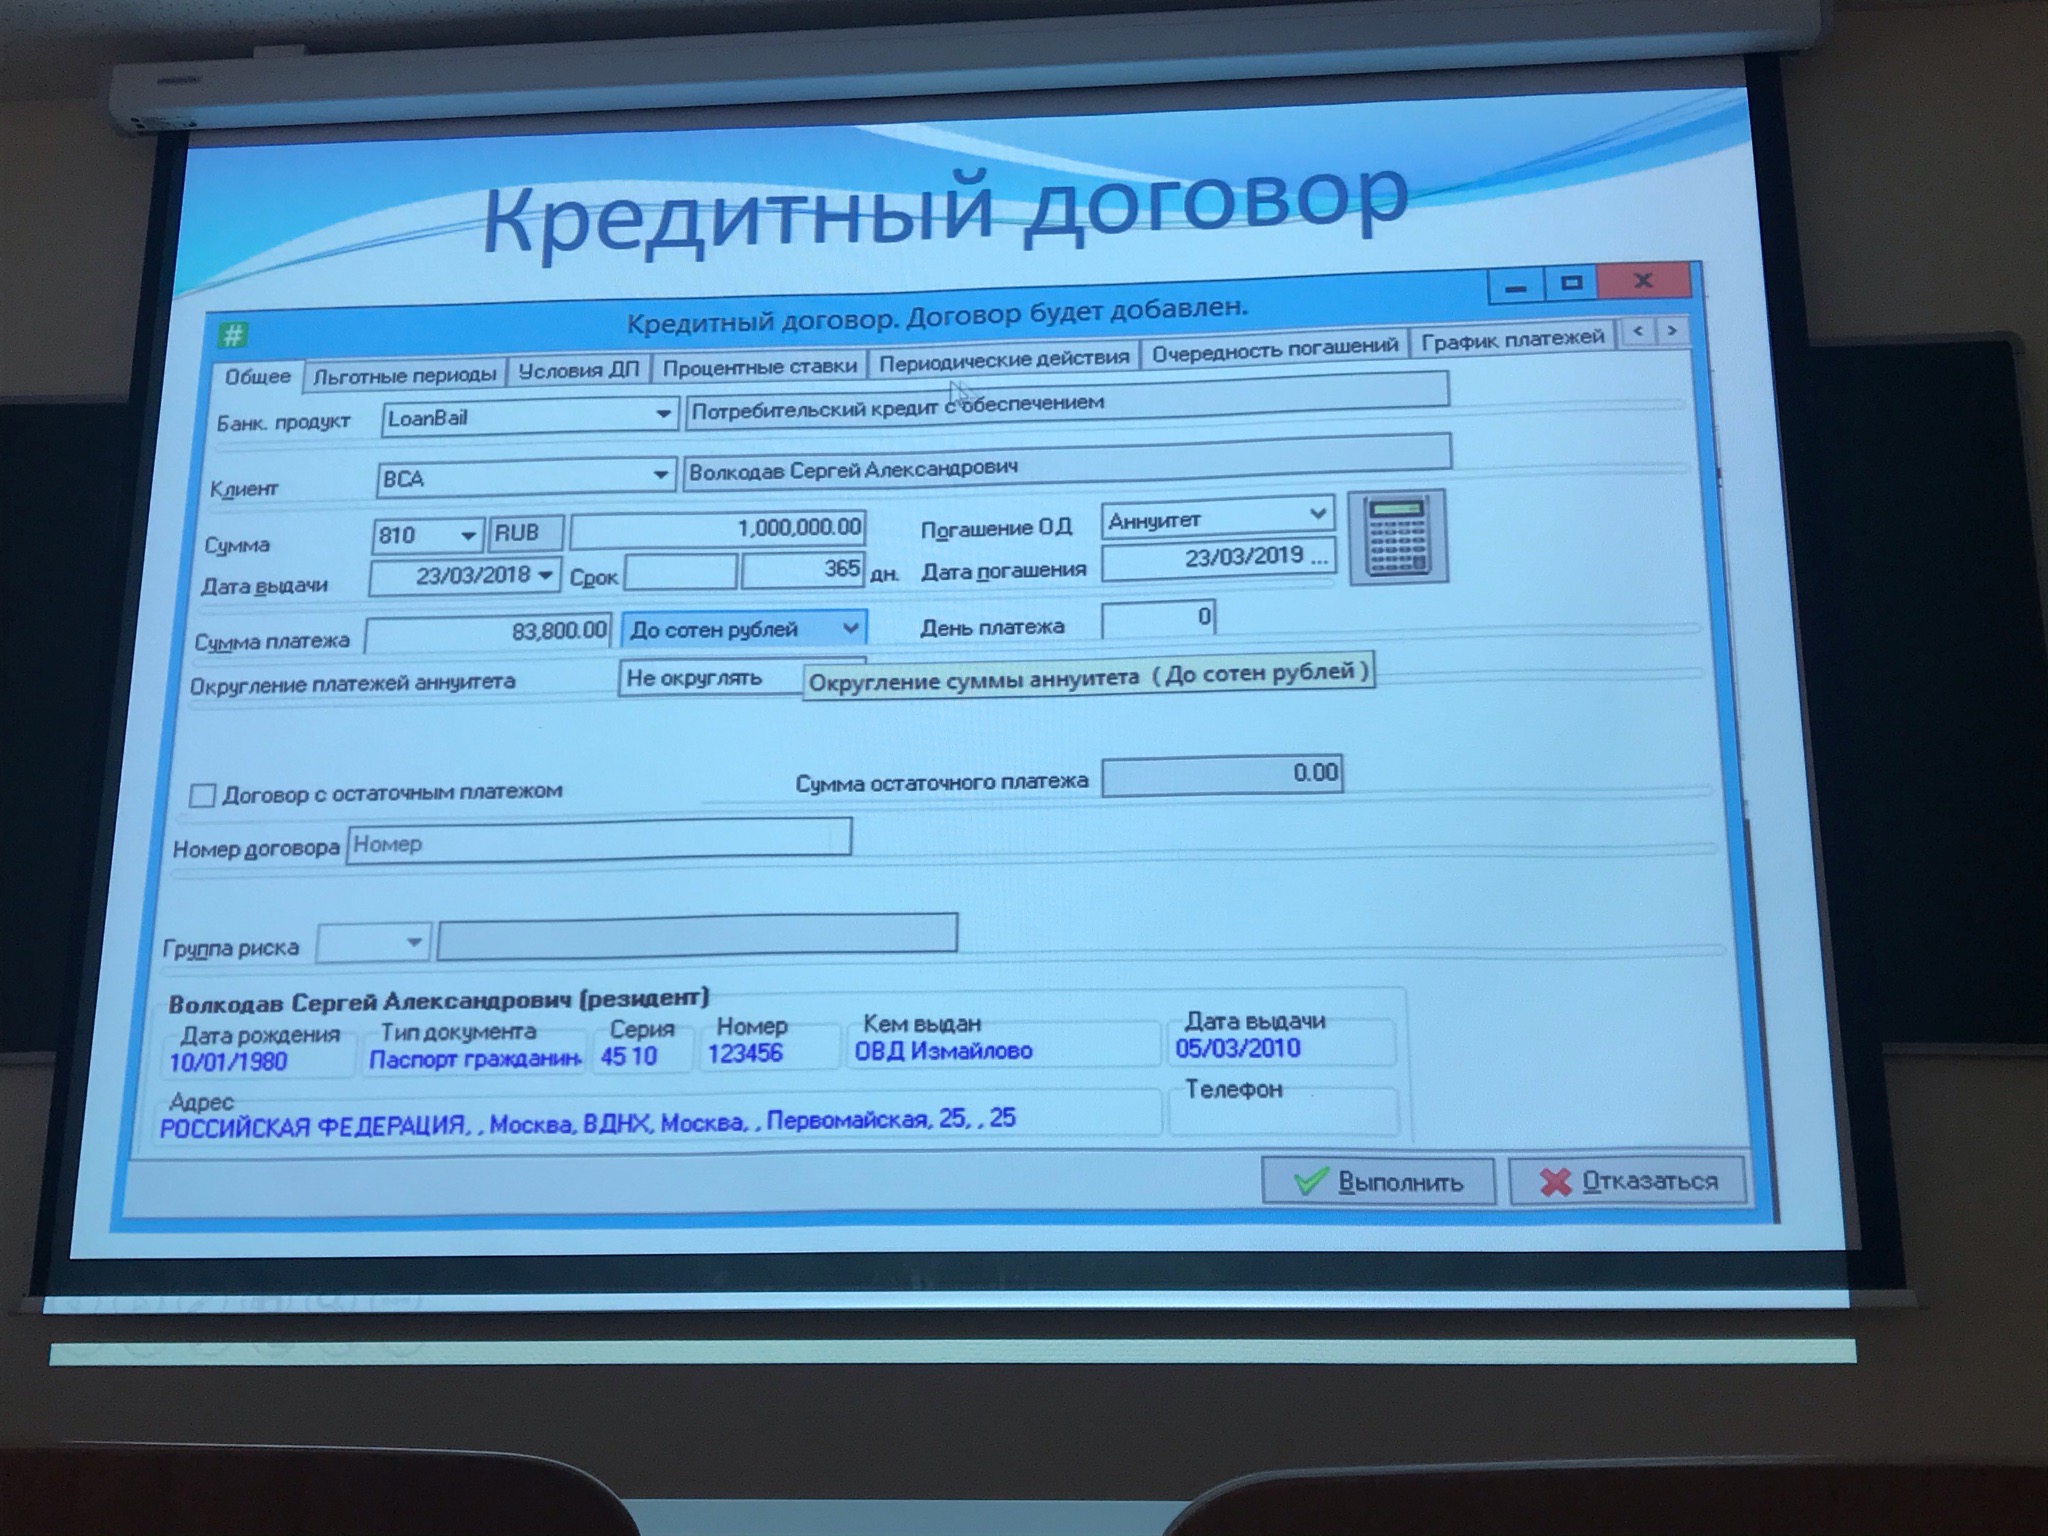 Кредитный договор
Кредитный договор. Договор будет добавлен.
Общее Льготные периоды Условия ДП Процентные ставки Периодические действия Очередность погашений График платежей < >
Банк. продукт LoanBail Потребительский кредит с обеспечением
Клиент ВСА Волкодав Сергей Александрович
Сумма 810 RUB 1,000,000.00 Погашение ОД Аннуитет
Дата выдачи 23/03/2018 Срок 365 дн. Дата погашения 23/03/2019 ...
Сумма платежа 83,800.00 До сотен рублей День платежа 0
Округление платежей аннуитета Не округлять Округление суммы аннуитета ( До сотен рублей )
Договор с остаточным платежом Сумма остаточного платежа 0.00
Номер договора Номер
Группа риска
Волкодав Сергей Александрович (резидент)
Дата рождения Тип документа Серия Номер Кем выдан Дата выдачи
10/01/1980 Паспорт гражданин 45 10 123456 ОВД Измайлово 05/03/2010
Адрес Телефон
РОССИЙСКАЯ ФЕДЕРАЦИЯ, , Москва, ВДНХ, Москва, , Первомайская, 25, , 25
Выполнить Отказаться